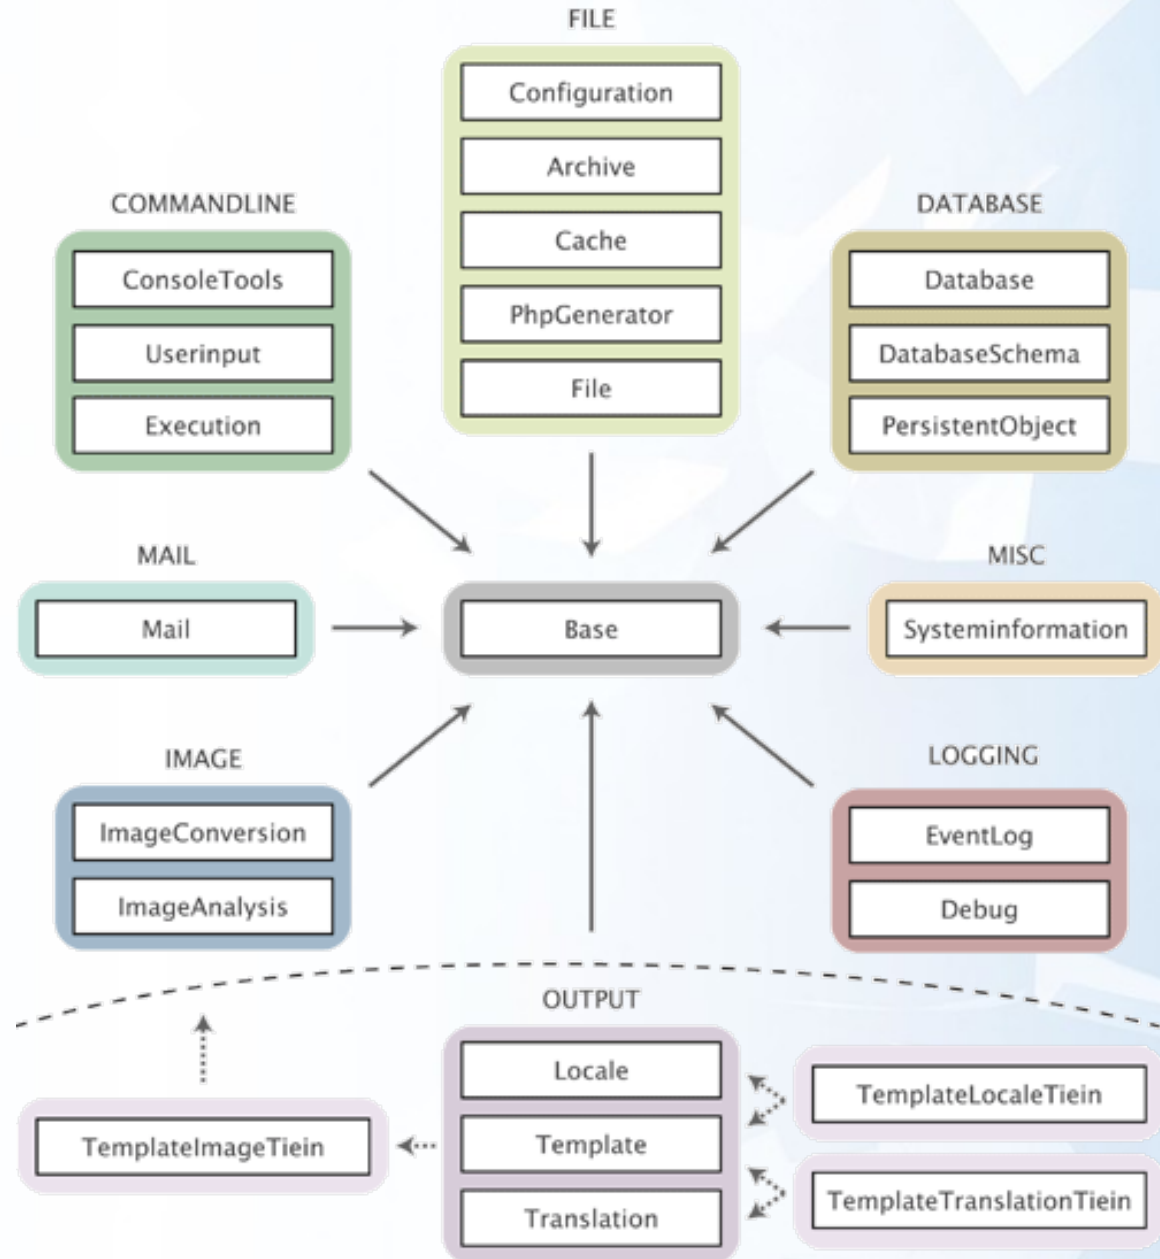 FILE
Configuration
Archive
Cache
PhpGenerator
File
COMMANDLINE
ConsoleTools
Userinput
Execution
DATABASE
Database
DatabaseSchema
PersistentObject
MAIL
Mail
Base
MISC
Systeminformation
IMAGE
ImageConversion
ImageAnalysis
LOGGING
EventLog
Debug
OUTPUT
Locale
Template
Translation
TemplateImageTiein
TemplateLocaleTiein
TemplateTranslationTiein